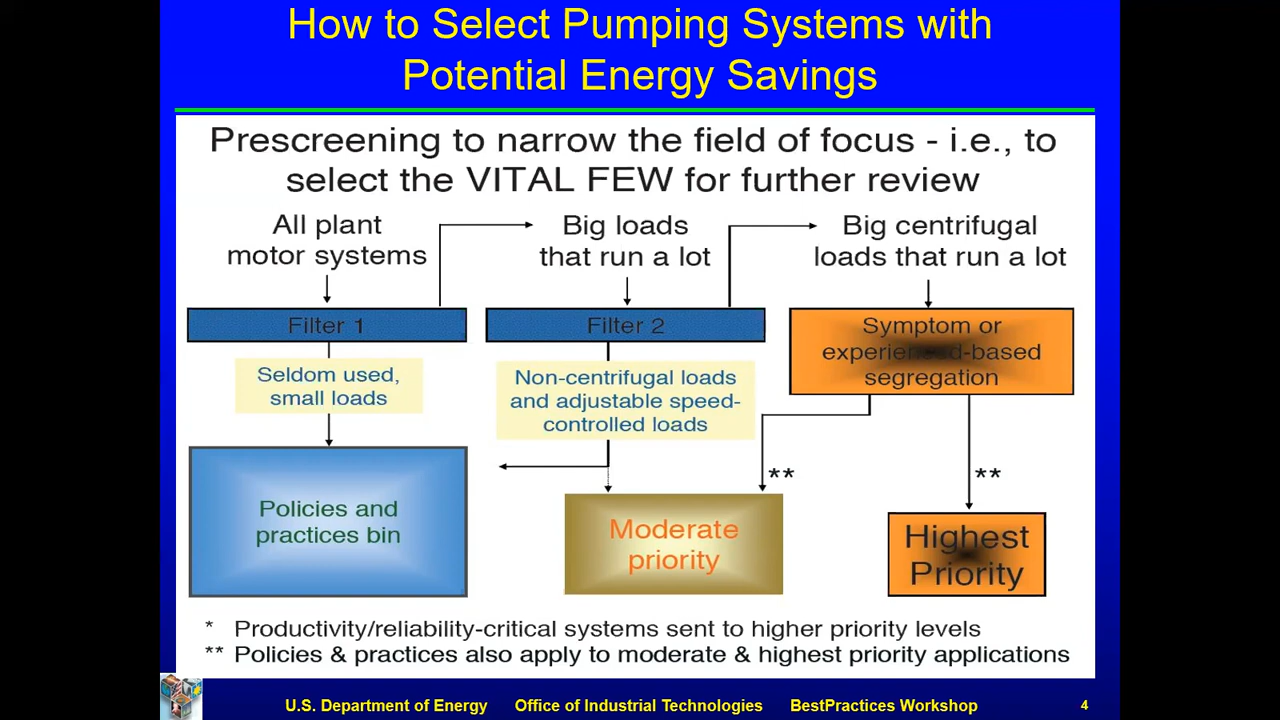 How to Select Pumping Systems with
Potential Energy Savings
Prescreening to narrow the field of focus - i.e., to
select the VITAL FEW for further review
All plant
motor systems
Big loads
that run a lot
Big centrifugal
loads that run a lot
Filter 1
Filter 2
Symptom or
experienced-based
segregation
Seldom used,
small loads
Non-centrifugal loads
and adjustable speed-
controlled loads
**
**
Policies and
practices bin
Moderate
priority
Highest
Priority
* Productivity/reliability-critical systems sent to higher priority levels
** Policies & practices also apply to moderate & highest priority applications
U.S. Department of Energy Office of Industrial Technologies BestPractices Workshop 4